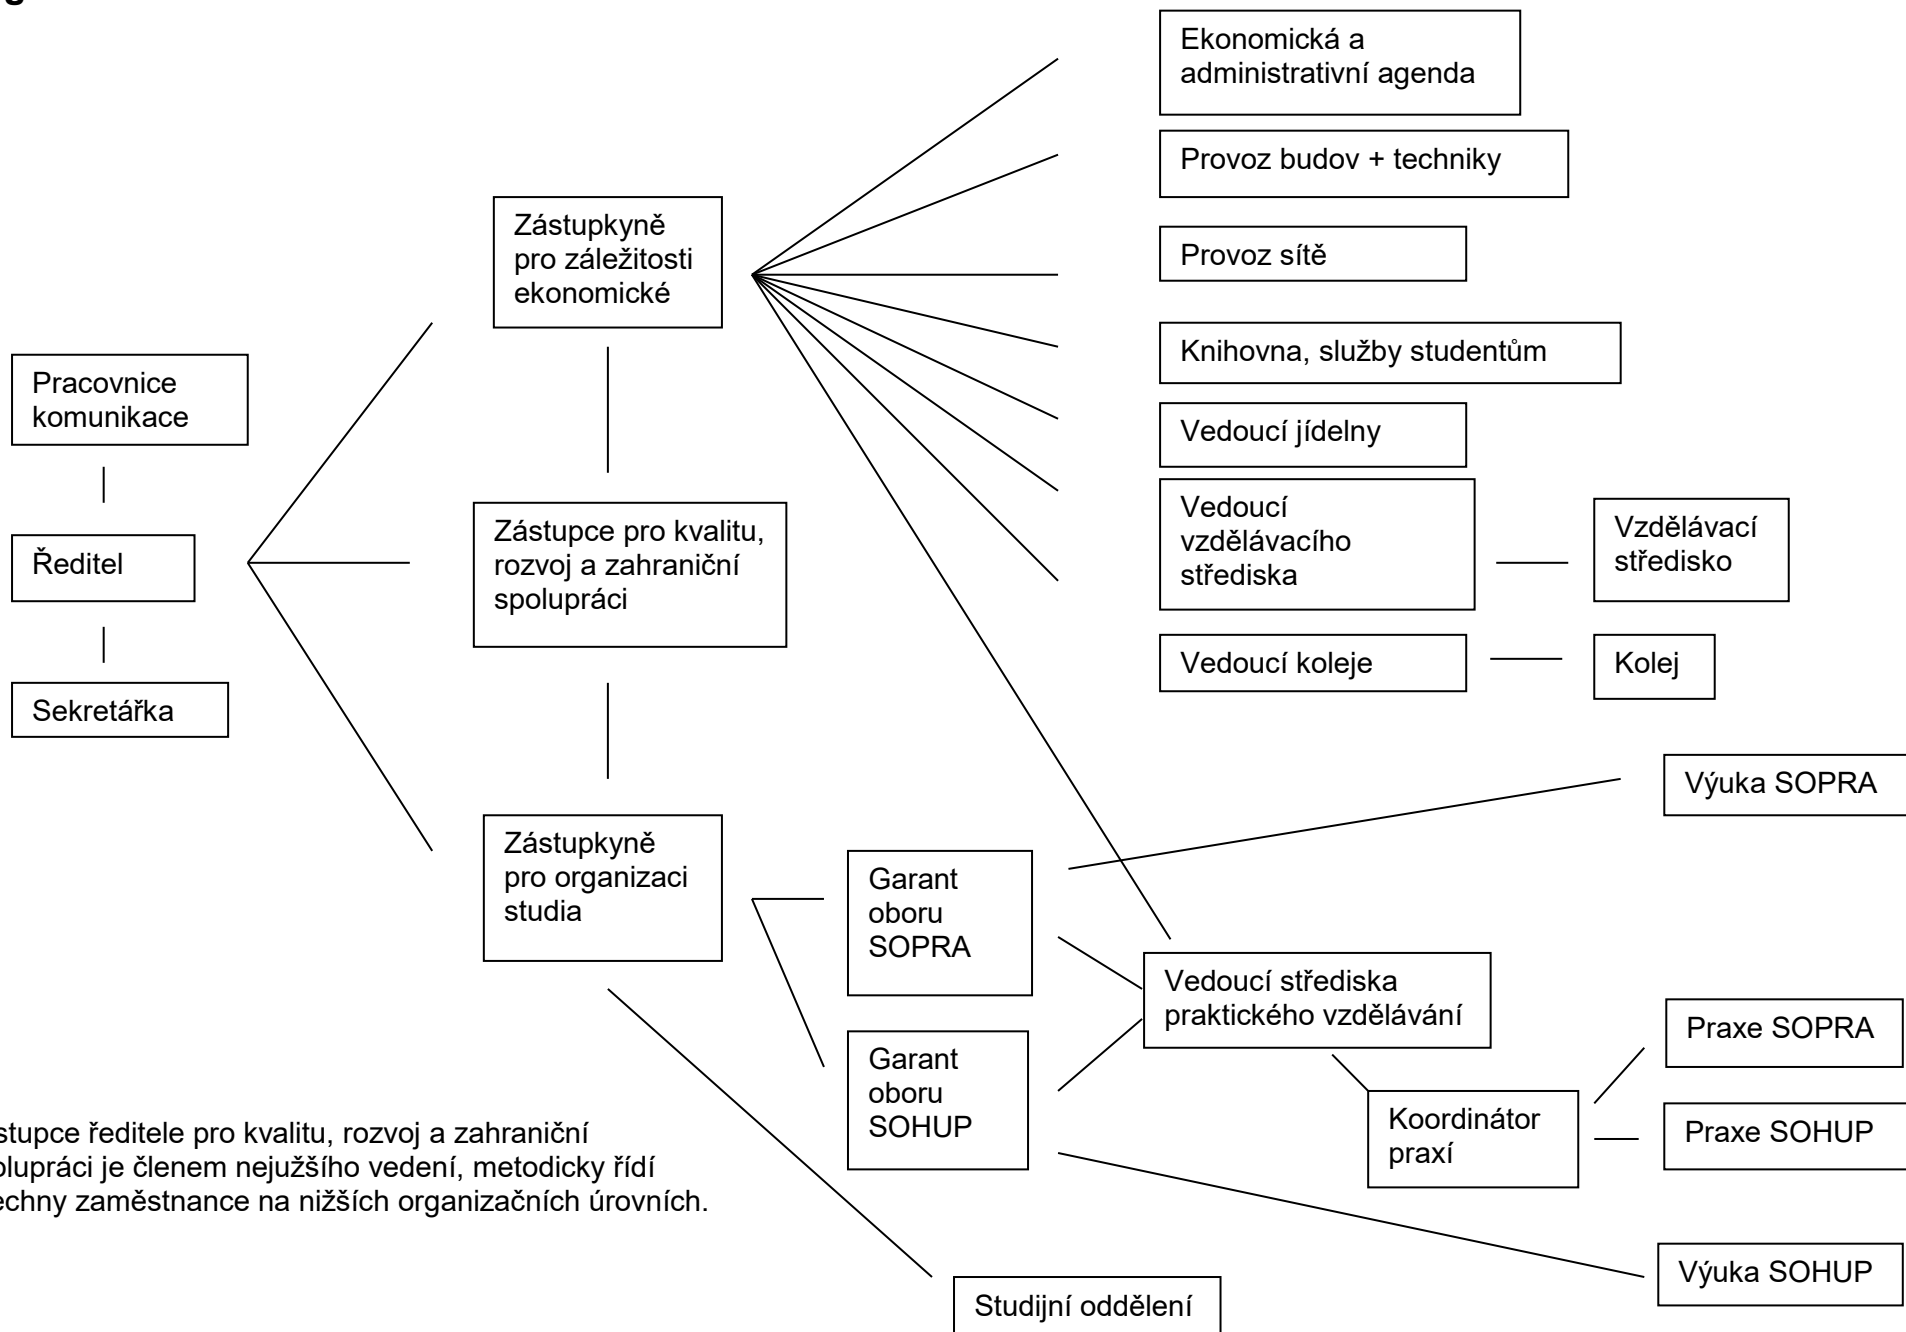 Ekonomická a
administrativní agenda
Provoz budov + techniky
Zástupkyně
pro záležitosti
ekonomické
Provoz sítě
Knihovna, služby studentům
Pracovnice
komunikace
Vedoucí jídelny
Vedoucí
vzdělávacího
střediska
Vzdělávací
středisko
Ředitel
Zástupce pro kvalitu,
rozvoj a zahraniční
spolupráci
Vedoucí koleje
Kolej
Sekretářka
Výuka SOPRA
Zástupkyně
pro organizaci
studia
Garant
oboru
SOPRA
Vedoucí střediska
praktického vzdělávání
Praxe SOPRA
Garant
oboru
SOHUP
Koordinátor
praxí
Praxe SOHUP
stupce ředitele pro kvalitu, rozvoj a zahraniční
olupráci je členem nejužšího vedení, metodicky řídí
echny zaměstnance na nižších organizačních úrovních.
Výuka SOHUP
Studijní oddělení